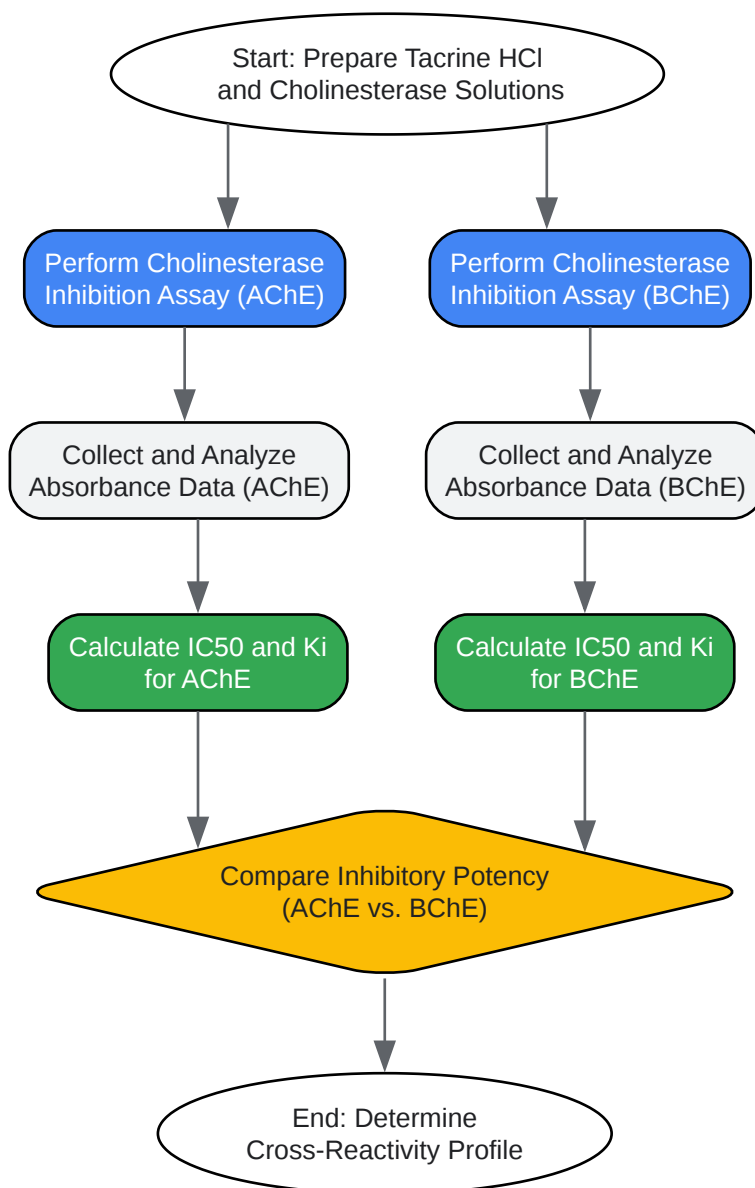 Start: Prepare Tacrine HCl
and Cholinesterase Solutions
Perform Cholinesterase
Inhibition Assay (AChE)
Perform Cholinesterase
Inhibition Assay (BChE)
Collect and Analyze
Absorbance Data (AChE)
Collect and Analyze
Absorbance Data (BChE)
Calculate IC50 and Ki
for AChE
Calculate IC50 and Ki
for BChE
Compare Inhibitory Potency
(AChE vs. BChE)
End: Determine
Cross-Reactivity Profile